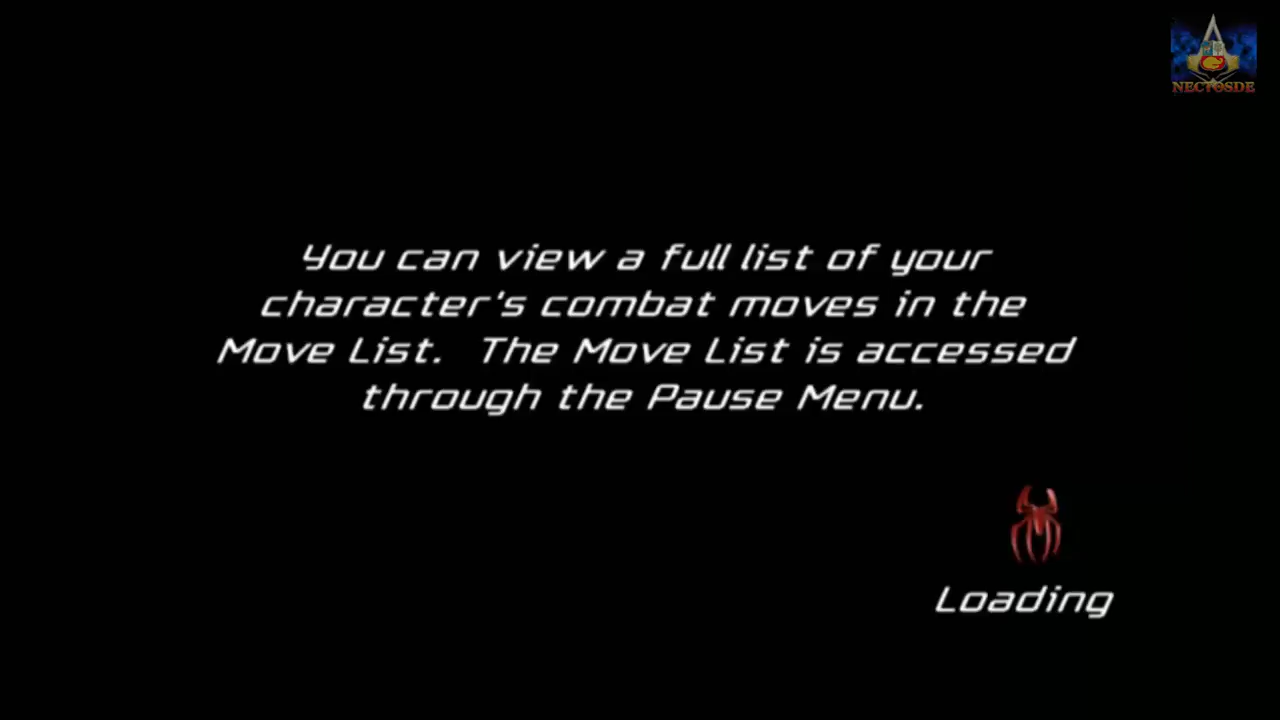 NECTOSDE
You can view a full list of your
character's combat moves in the
Move List.  The Move List is accessed
through the Pause Menu.
Loading